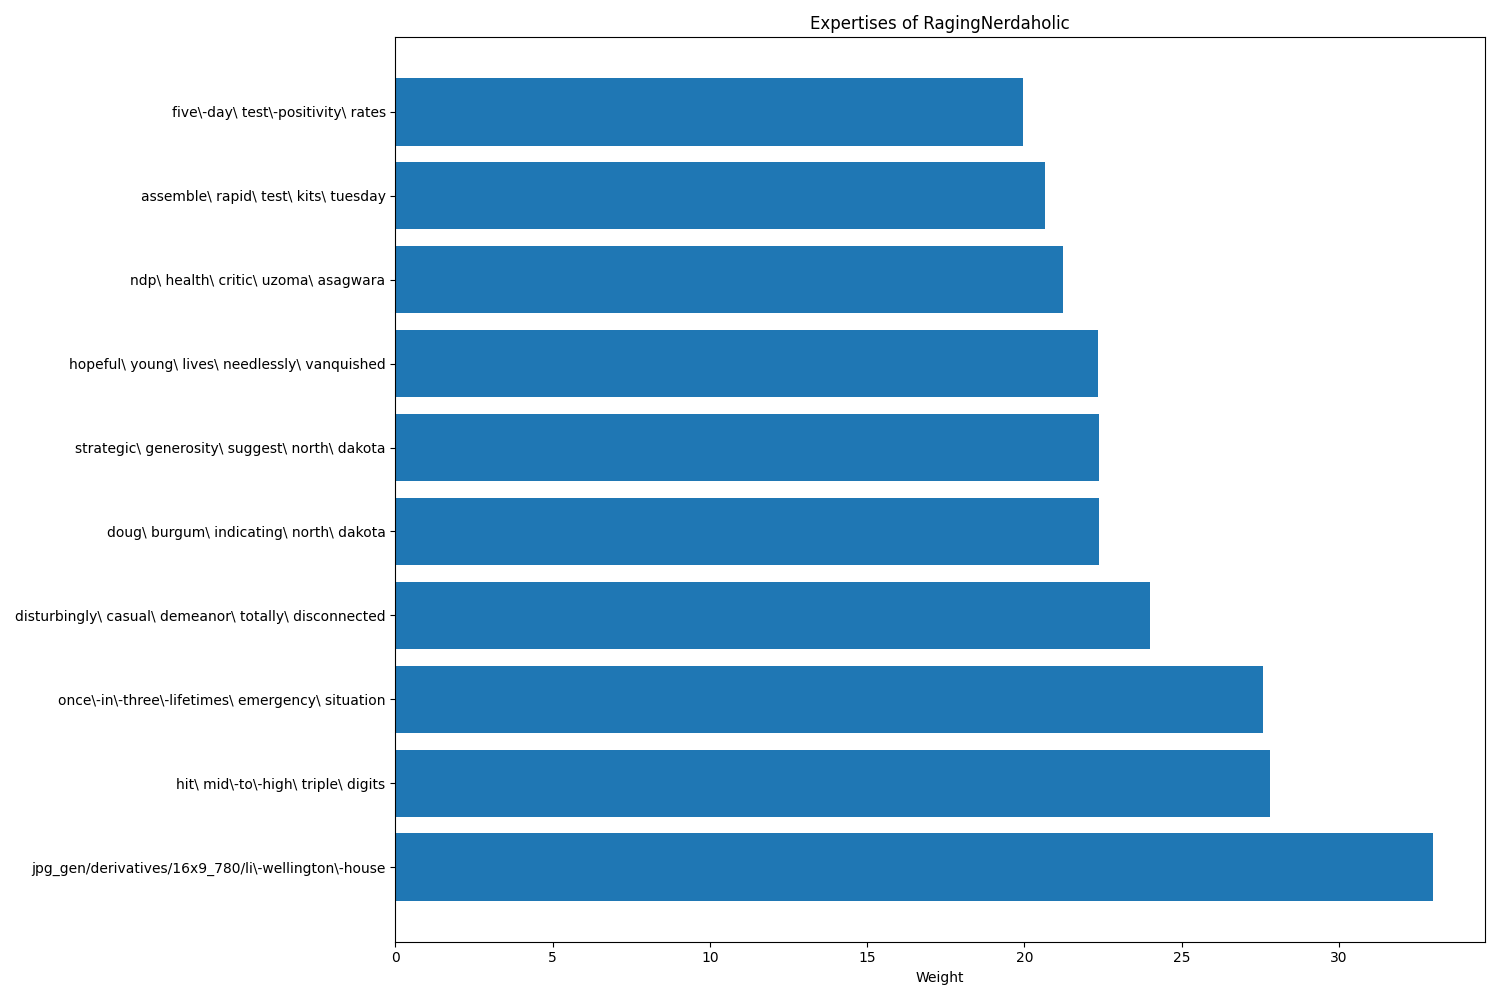 Expertises of RagingNerdaholic
five\-day\ test\-positivity\ rates
assemble\ rapid\ test\ kits\ tuesday
ndp\ health\ critic\ uzoma\ asagwara
hopeful\ young\ lives\ needlessly\ vanquished
strategic\ generosity\ suggest\ north\ dakota
doug\ burgum\ indicating\ north\ dakota
disturbingly\ casual\ demeanor\ totally\ disconnected
once\-in\-three\-lifetimes\ emergency\ situation
hit\ mid\-to\-high\ triple\ digits
jpg_gen/derivatives/16x9_780/li\-wellington\-house
0 5 10 15 20 25 30
Weight